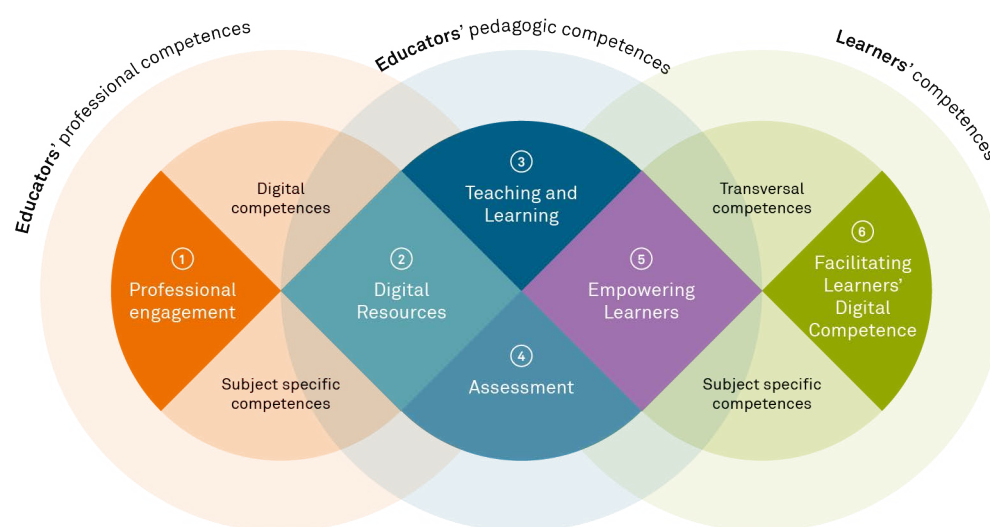 Educators' professional competences
Educators' pedagogic competences
Learners' competences
Digital
competences
Subject specific
competences
1
Professional
engagement
2
Digital
Resources
3
Teaching and
Learning
4
Assessment
5
Empowering
Learners
Transversal
competences
Subject specific
competences
6
Facilitating
Learners'
Digital
Competence